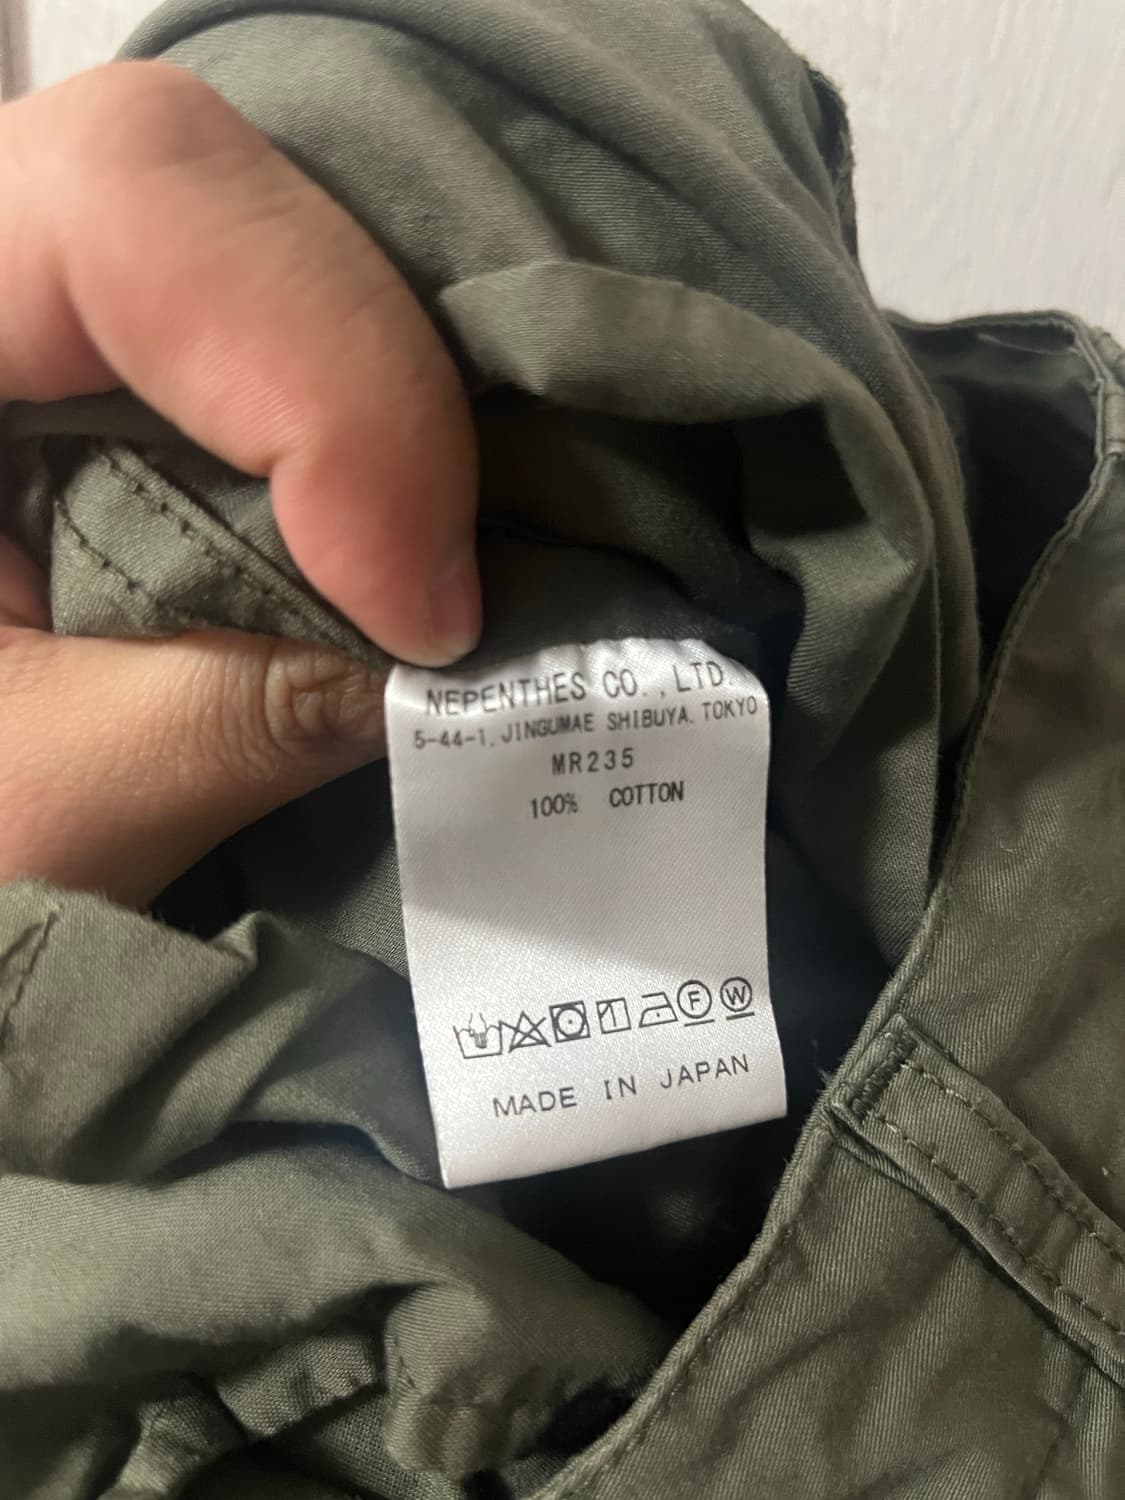 NEPENTHES CO.,LTD.
5-44-1, JINGUMAE SHIBUYA. TOKYO
MR235
100% COTTON
F W
MADE IN JAPAN